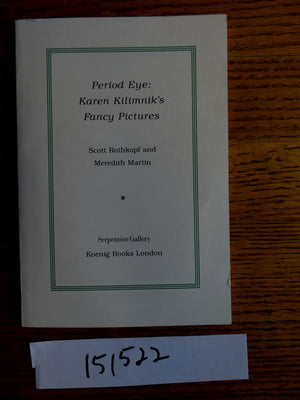 Period Eye:
Karen Kilimnik's
Fancy Pictures
Scott Rothkopf and
Meredith Martin
Serpentine Gallery
Koenig Books London
151522